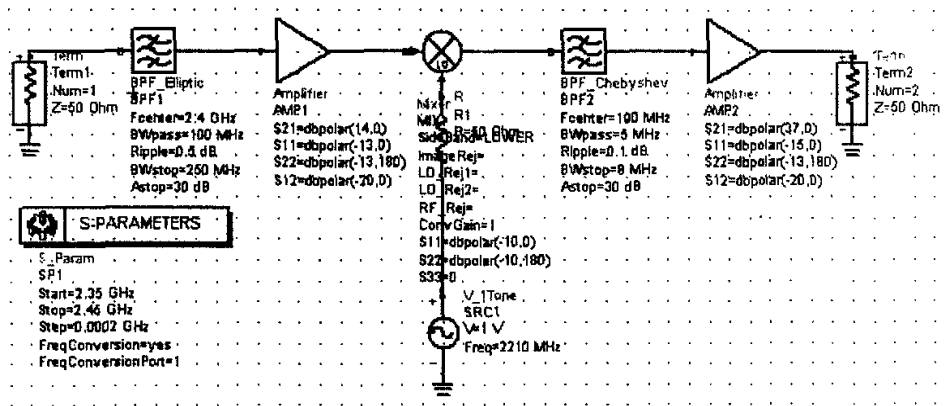 Term
Term1
Num=1
Z=50 Ohm
BPF_Elliptic
BPF1
Fcenter=2.4 GHz
BWpass=100 MHz
Ripple=0.5 dB
BWstop=250 MHz
Astop=30 dB
Amplifier
AMP1
S21=dbpolar(14,0)
S11=dbpolar(-13,0)
S22=dbpolar(-13,180)
S12=dbpolar(-20,0)
R
R1
R=50 Ohm
Mixer
SideBand=LOWER
ImageRej=
LO_Rej1=
LO_Rej2=
RF_Rej=
ConvGain=1
S11=dbpolar(-10,0)
S22=dbpolar(-10,180)
S33=0
V_1Tone
SRC1
V=1 V
Freq=2210 MHz
BPF_Chebyshev
BPF2
Fcenter=190 MHz
BWpass=5 MHz
Ripple=0.1 dB
BWstop=8 MHz
Astop=30 dB
Amplifier
AMP2
S21=dbpolar(37,0)
S11=dbpolar(-15,0)
S22=dbpolar(-13,180)
S12=dbpolar(-20,0)
Term
Term2
Num=2
Z=50 Ohm
S-PARAMETERS
S_Param
SP1
Start=2.35 GHz
Stop=2.46 GHz
Step=0.0002 GHz
FreqConversion=yes
FreqConversionPort=1